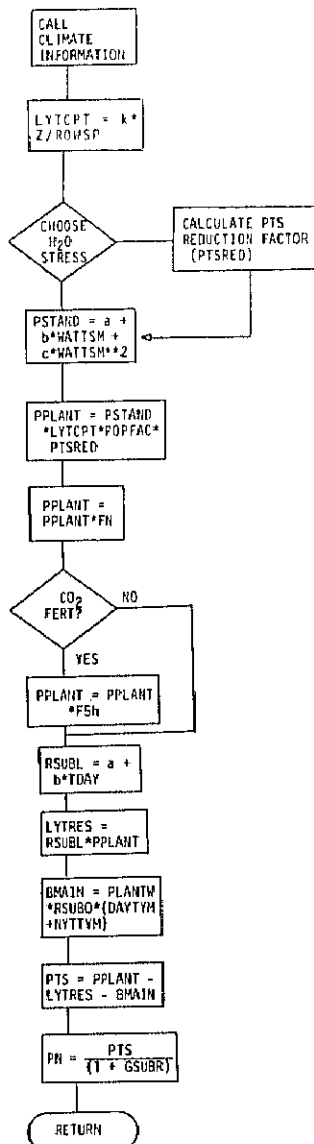 CALL
CLIMATE
INFORMATION
LYTCPT = k*
Z/ROWSP
CHOOSE
H2O
STRESS
CALCULATE PTS
REDUCTION FACTOR
(PTSRED)
PSTAND = a +
b*WATTSM +
c*WATTSM**2
PPLANT = PSTAND
*LYTCPT*POPFAC*
PTSRED
PPLANT =
PPLANT*FN
CO2
FERT?
NO
YES
PPLANT = PPLANT
*FSh
RSUBL = a +
b*TDAY
LYTRES =
RSUBL*PPLANT
BMAIN = PLANTW
*RSUBO*(DAYTYM
+NYTTYM)
PTS = PPLANT -
LYTRES - BMAIN
PN = PTS
(1 + GSUBR)
RETURN